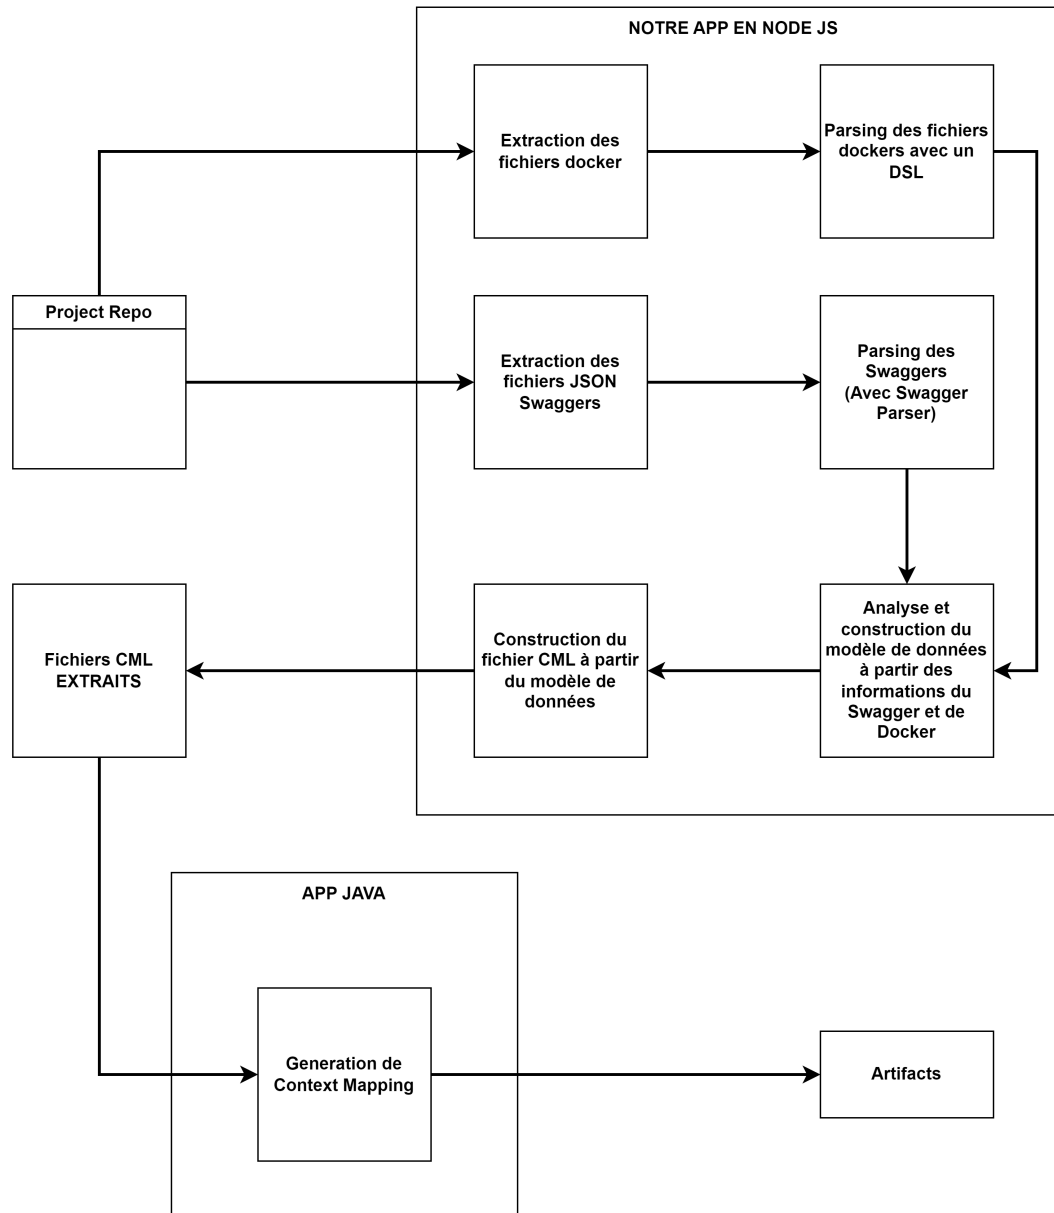 NOTRE APP EN NODE JS
Extraction des
fichiers docker
Parsing des fichiers
dockers avec un
DSL
Project Repo
Extraction des
fichiers JSON
Swaggers
Parsing des
Swaggers
(Avec Swagger
Parser)
Fichiers CML
EXTRAITS
Construction du
fichier CML à partir
du modèle de
données
Analyse et
construction du
modèle de données
à partir des
informations du
Swagger et de
Docker
APP JAVA
Generation de
Context Mapping
Artifacts